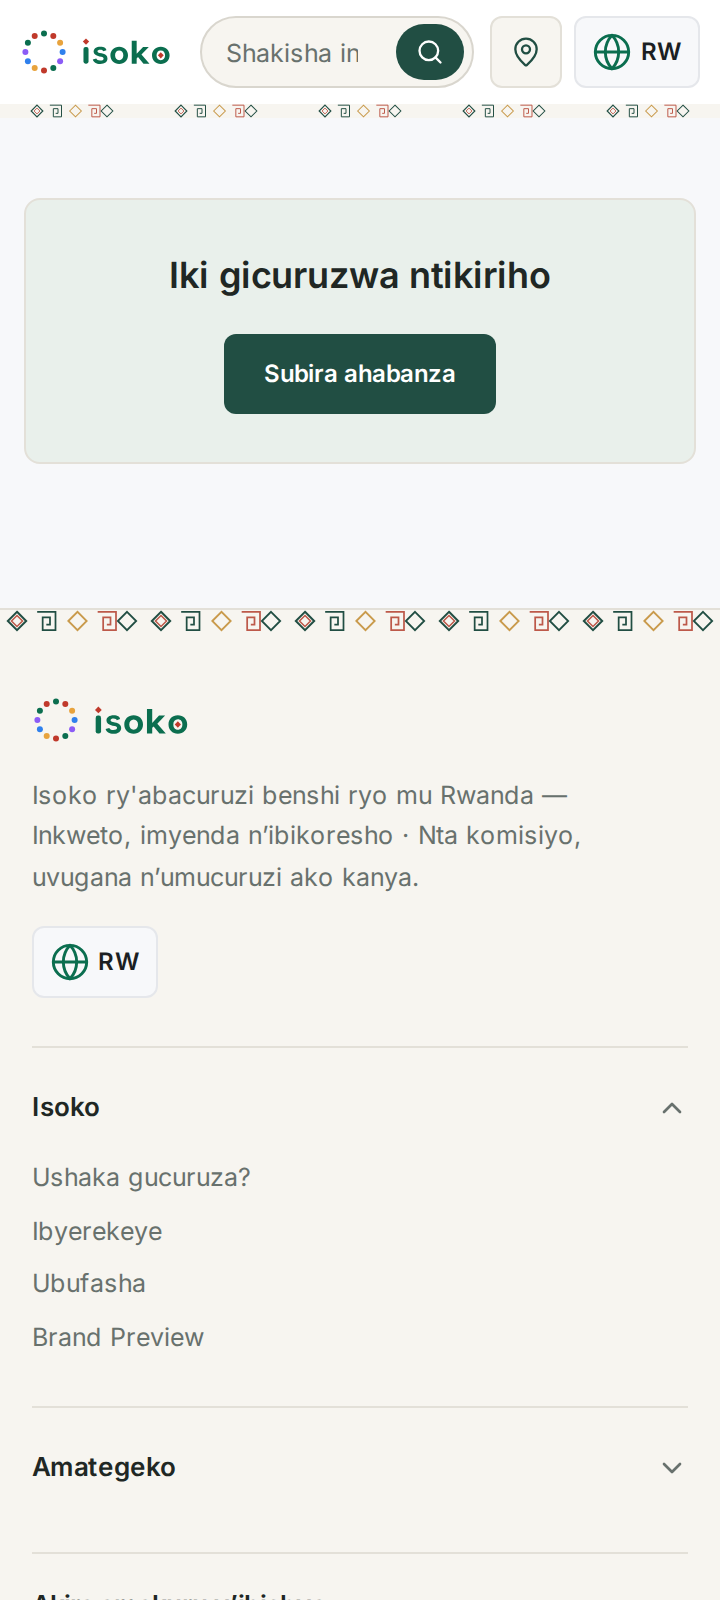 isoko
Shakisha in
RW
Iki gicuruzwa ntikiriho
Subira ahabanza
isoko
Isoko ry'abacuruzi benshi ryo mu Rwanda —
Inkweto, imyenda n’ibikoresho · Nta komisiyo,
uvugana n’umucuruzi ako kanya.
RW
Isoko
Ushaka gucuruza?
Ibyerekeye
Ubufasha
Brand Preview
Amategeko